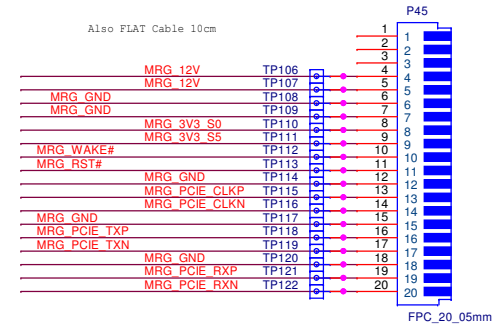 P45
Also FLAT Cable 10cm
1 1
2 2
3 3
MRG_12V TP106 4 4
MRG_12V TP107 5 5
MRG_GND TP108 6 6
MRG_GND TP109 7 7
MRG_3V3_S0 TP110 8 8
MRG_3V3_S5 TP111 9 9
MRG_WAKE# TP112 10 10
MRG_RST# TP113 11 11
MRG_GND TP114 12 12
MRG_PCIE_CLKP TP115 13 13
MRG_PCIE_CLKN TP116 14 14
MRG_GND TP117 15 15
MRG_PCIE_TXP TP118 16 16
MRG_PCIE_TXN TP119 17 17
MRG_GND TP120 18 18
MRG_PCIE_RXP TP121 19 19
MRG_PCIE_RXN TP122 20 20
FPC_20_05mm